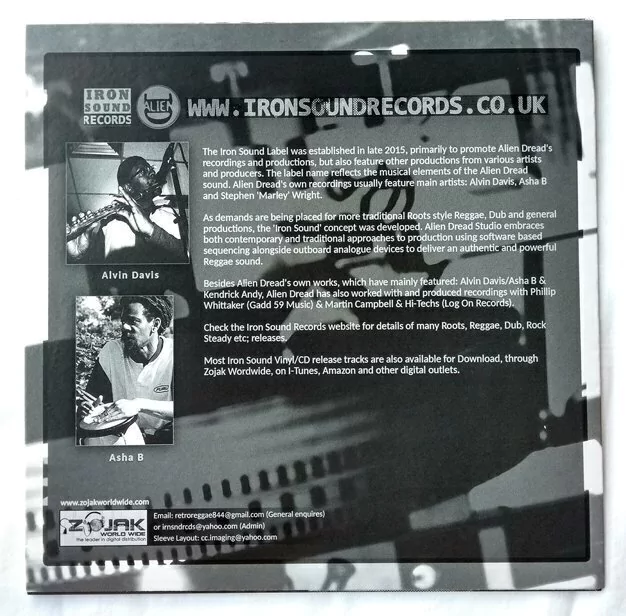 IRON
SOUND
RECORDS
ALIEN
WWW.IRONSOUNDRECORDS.CO.UK
The Iron Sound Label was established in late 2015, primarily to promote Alien Dread's
recordings and productions, but also feature other productions from various artists
and producers. The label name reflects the musical elements of the Alien Dread
sound. Alien Dread's own recordings usually feature main artists: Alvin Davis, Asha B
and Stephen 'Marley' Wright.
As demands are being placed for more traditional Roots style Reggae, Dub and general
productions, the 'Iron Sound' concept was developed. Alien Dread Studio embraces
both contemporary and traditional approaches to production using software based
sequencing alongside outboard analogue devices to deliver an authentic and powerful
Reggae sound.
Alvin Davis
Besides Alien Dread's own works, which have mainly featured: Alvin Davis/Asha B &
Kendrick Andy, Alien Dread has also worked with and produced recordings with Phillip
Whittaker (Gadd 59 Music) & Martin Campbell & Hi-Techs (Log On Records).
Check the Iron Sound Records website for details of many Roots, Reggae, Dub, Rock
Steady etc; releases.
Most Iron Sound Vinyl/CD release tracks are also available for Download, through
Zojak Wordwide, on I-Tunes, Amazon and other digital outlets.
Asha B
www.zojakworldwide.com
ZOJAK
WORLD WIDE
the leader in digital distribution
Email: retroreggae844@gmail.com (General enquires)
or irnsndrcds@yahoo.com (Admin)
Sleeve Layout: cc.imaging@yahoo.com